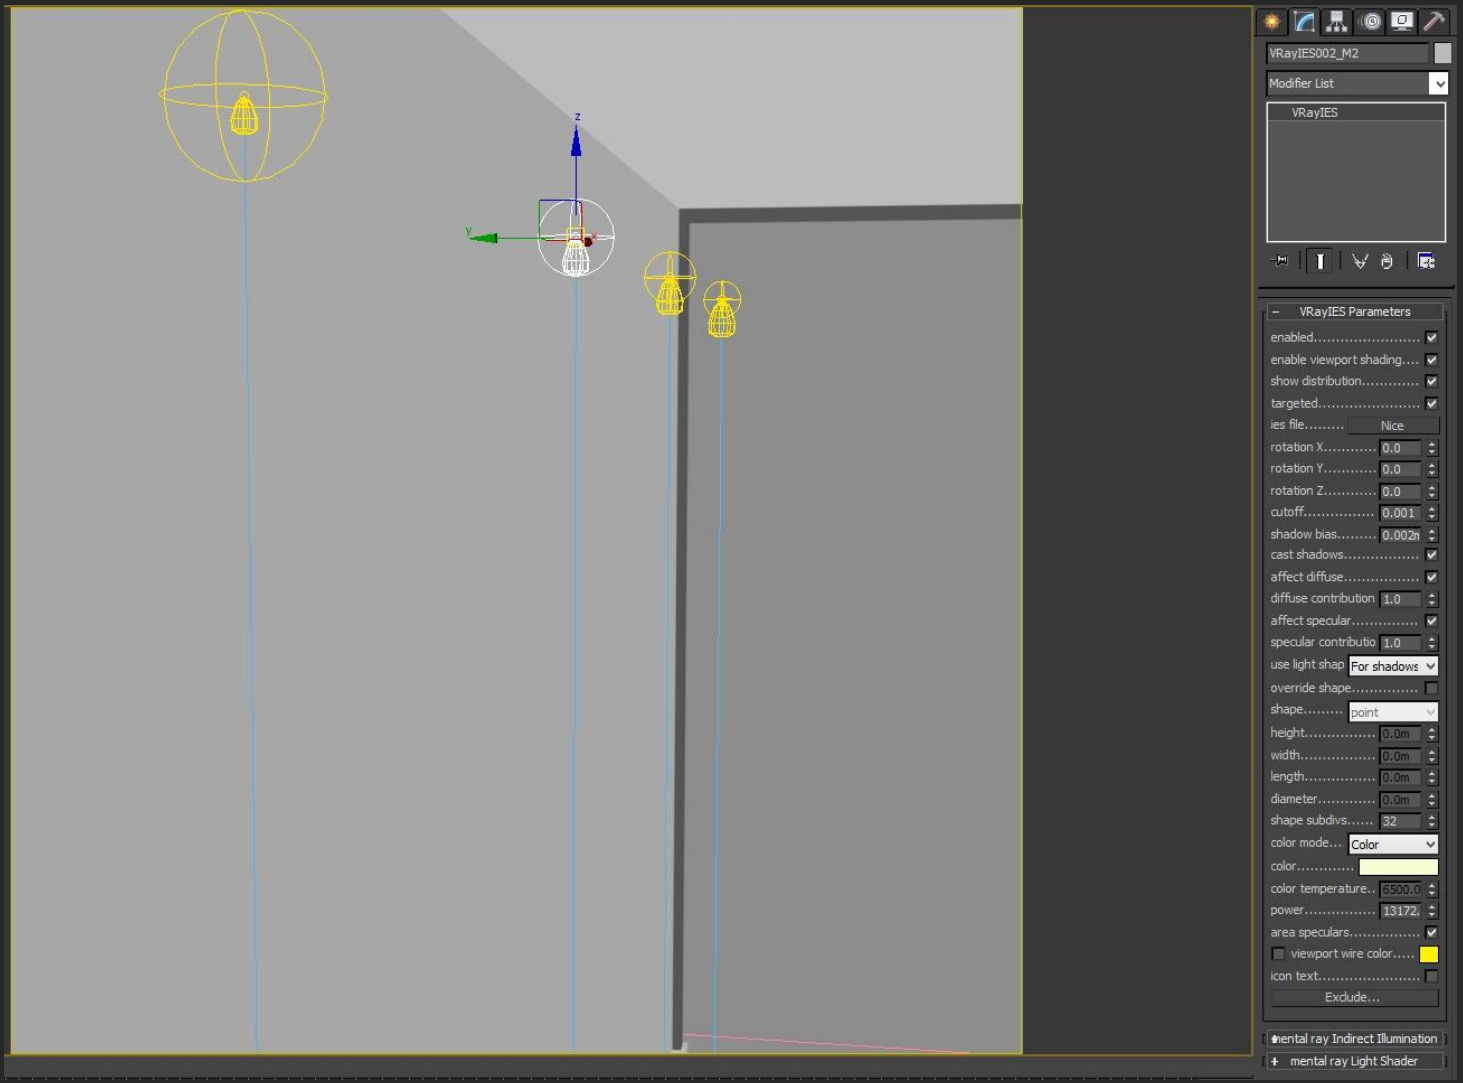 VRayIES002_M2
Modifier List
VRayIES
z
y
x
− VRayIES Parameters
enabled........................
enable viewport shading....
show distribution.............
targeted.......................
ies file......... Nice
rotation X............ 0.0
rotation Y............ 0.0
rotation Z............ 0.0
cutoff................ 0.001
shadow bias......... 0.002m
cast shadows.................
affect diffuse.................
diffuse contribution 1.0
affect specular...............
specular contributio 1.0
use light shap For shadows
override shape...............
shape......... point
height................ 0.0m
width................. 0.0m
length................ 0.0m
diameter............. 0.0m
shape subdivs...... 32
color mode... Color
color.............
color temperature.. 6500.0
power................ 13172.
area speculars................
viewport wire color.....
icon text.......................
Exclude...
mental ray Indirect Illumination
+ mental ray Light Shader